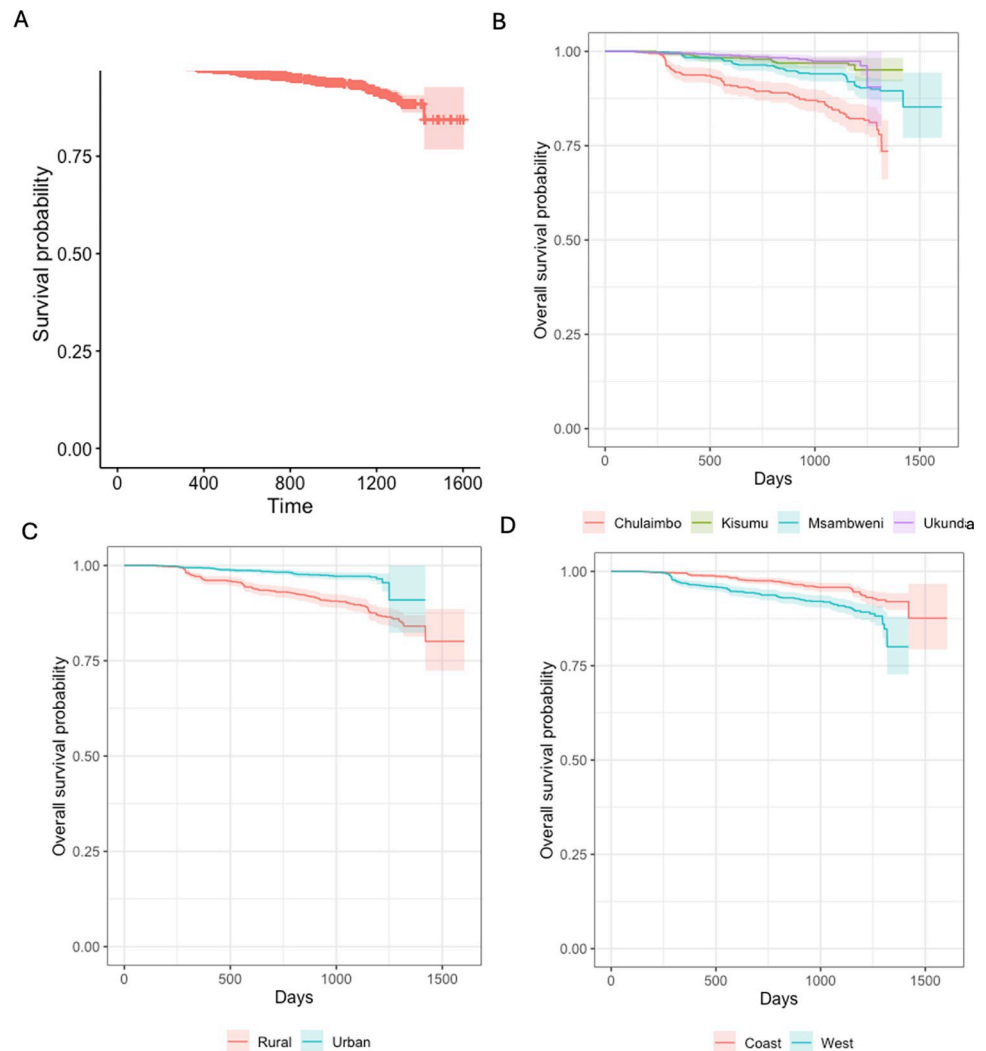 A
Survival probability
0.75
0.50
0.25
0.00
0 400 800 1200 1600
Time
B
Overall survival probability
1.00
0.75
0.50
0.25
0.00
0 500 1000 1500
Days
Chulaimbo Kisumu Msambweni Ukunda
C
Overall survival probability
1.00
0.75
0.50
0.25
0.00
0 500 1000 1500
Days
Rural Urban
D
Overall survival probability
1.00
0.75
0.50
0.25
0.00
0 500 1000 1500
Days
Coast West